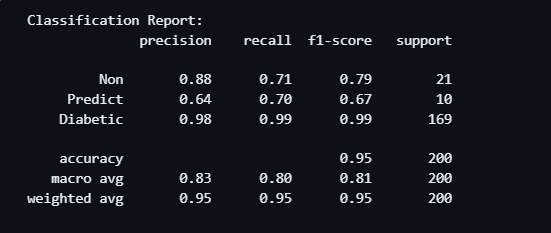 Classification Report:
precision recall f1-score support
Non 0.88 0.71 0.79 21
Predict 0.64 0.70 0.67 10
Diabetic 0.98 0.99 0.99 169
accuracy 0.95 200
macro avg 0.83 0.80 0.81 200
weighted avg 0.95 0.95 0.95 200